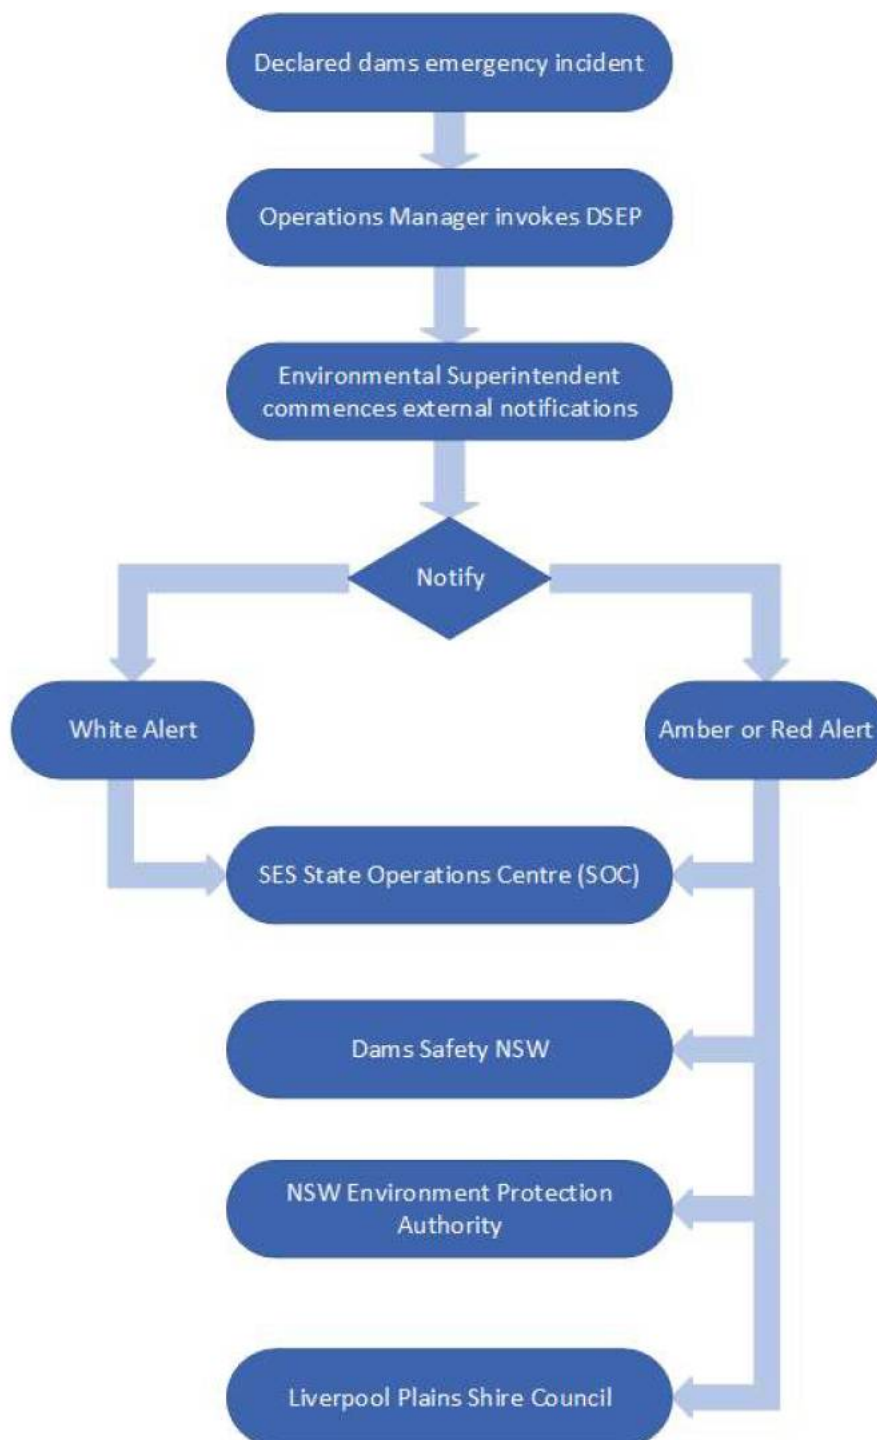 Declared dams emergency incident
Operations Manager invokes DSEP
Environmental Superintendent
commences external notifications
Notify
White Alert
Amber or Red Alert
SES State Operations Centre (SOC)
Dams Safety NSW
NSW Environment Protection
Authority
Liverpool Plains Shire Council